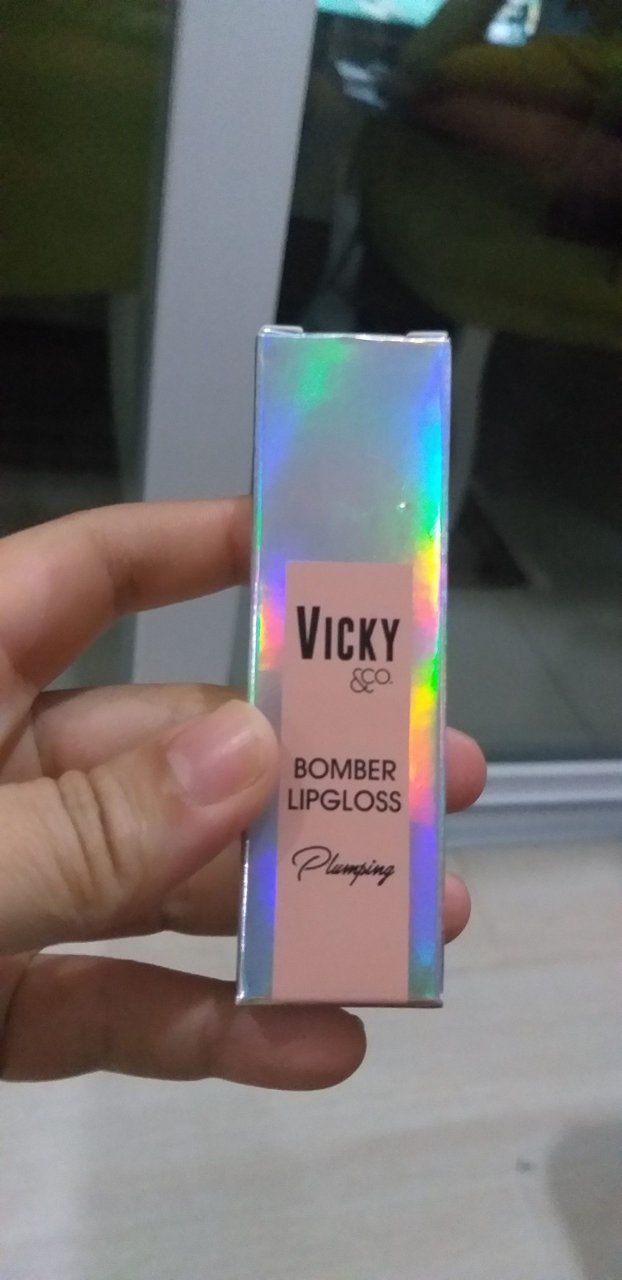 VICKY
&CO.
BOMBER
LIPGLOSS
Plumping